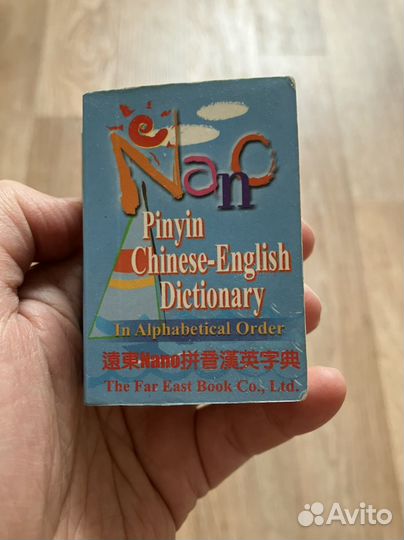 Nano
Pinyin
Chinese-English
Dictionary
In Alphabetical Order
遠東Nano拼音漢英字典
The Far East Book Co., Ltd.
Avito